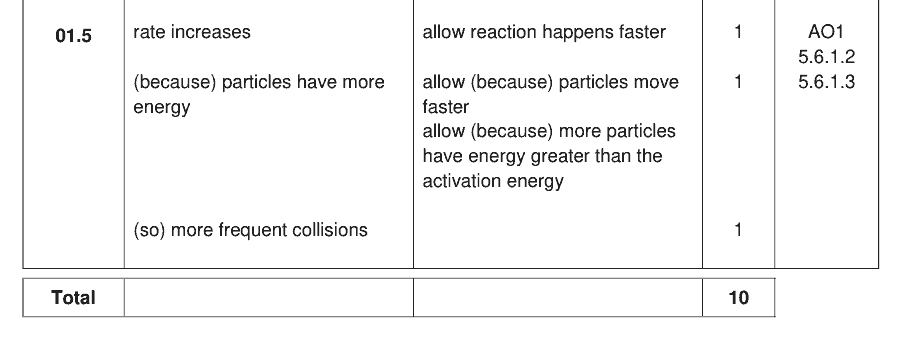 01.5 rate increases allow reaction happens faster 1 AO1
5.6.1.2
(because) particles have more allow (because) particles move 1 5.6.1.3
energy faster
allow (because) more particles
have energy greater than the
activation energy
(so) more frequent collisions 1
Total 10